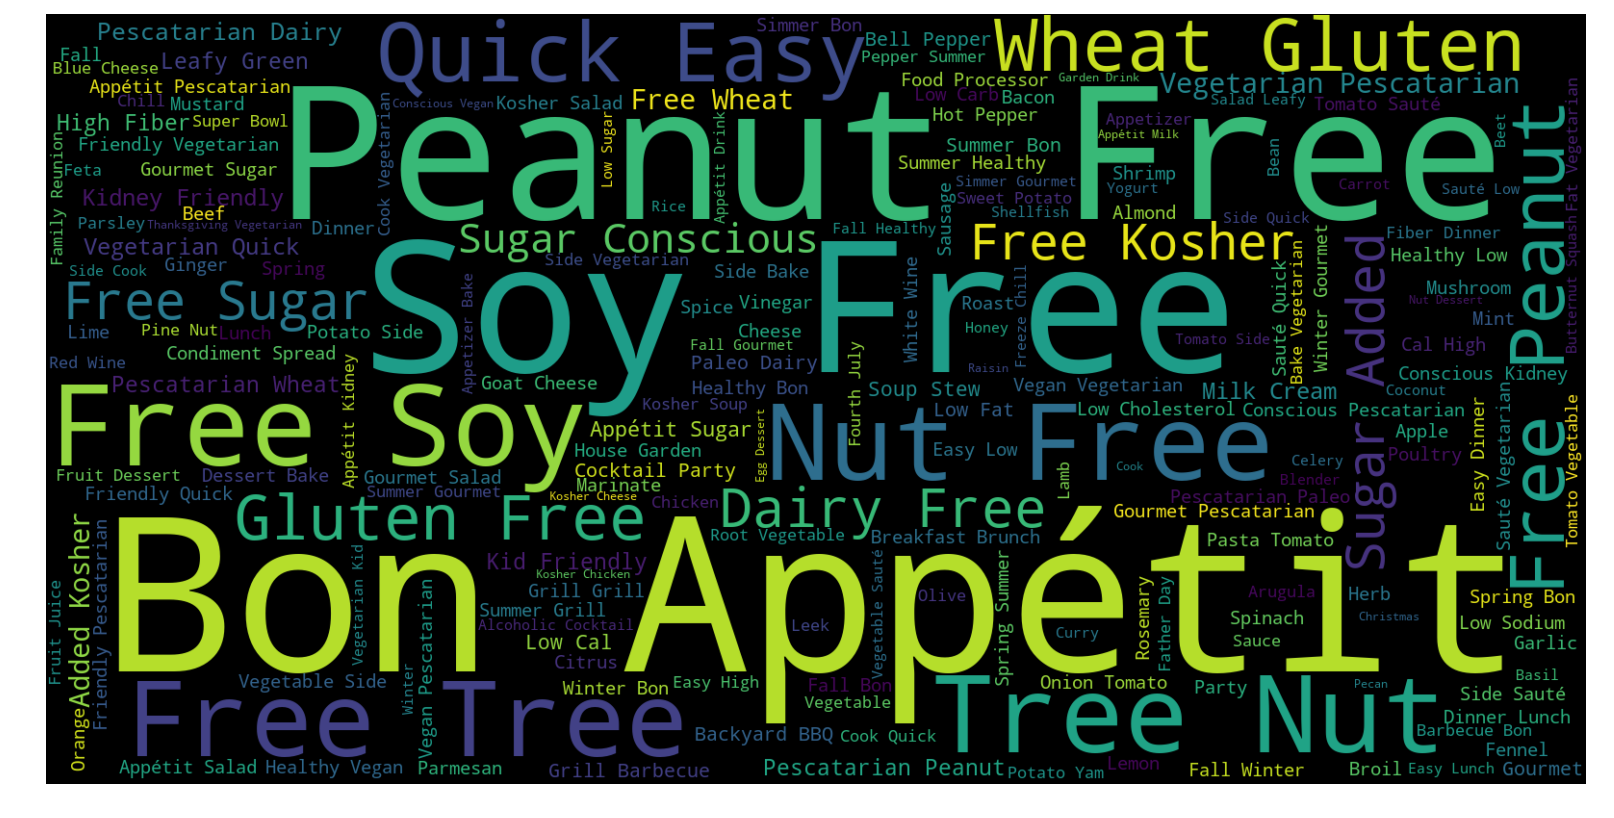 Pescatarian Dairy
Quick Easy
Simmer Bon
Wheat Gluten
Fall
Leafy Green
Bell Pepper
Pepper Summer
Blue Cheese
Appétit Pescatarian
Food Processor
Garden Drink
Vegetarian Pescatarian
Chill
Mustard
Conscious Vegan
Kosher Salad
Free Wheat
Low Carb
Bacon
Salad Leafy
Tomato Sauté
High Fiber
Super Bowl
Hot Pepper
Appetizer
Appétit Milk
Peanut Free
Friendly Vegetarian
Summer Bon
Feta
Gourmet Sugar
Summer Healthy
Shrimp
Kidney Friendly
Simmer Gourmet
Yogurt
Carrot
Sauté Low
Sweet Potato
Beef
Rice
Shellfish
Almond
Side Quick
Parsley
Thanksgiving Vegetarian
Dinner
Fall Healthy
Fiber Dinner
Family Reunion
Cook Vegetarian
Low Sugar
Appétit Drink
Sausage
Bean
Beet
Fat Vegetarian
Vegetarian Quick
Sugar Conscious
Free Kosher
Healthy Low
Side Cook
Ginger
Spring
Side Vegetarian
Side Bake
Mushroom
Free Sugar
Soy Free
Spice
Vinegar
Roast
Nut Dessert
Lime
Pine Nut
Lunch
Potato Side
Cheese
Honey
Mint
Condiment Spread
Fall Gourmet
Tomato Side
Cal High
Red Wine
Paleo Dairy
Raisin
Appetizer Bake
White Wine
Freeze Chill
Sauté Quick
Bake Vegetarian
Winter Gourmet
Sugar Added
Free Peanut
Butternut Squash
Pescatarian Wheat
Goat Cheese
Healthy Bon
Soup Stew
Vegan Vegetarian
Milk Cream
Conscious Kidney
Coconut
Free Soy
Kosher Soup
Nut Free
Low Fat
Low Cholesterol
Conscious Pescatarian
Appétit Sugar
Apple
House Garden
Easy Low
Poultry
Appétit Kidney
Egg Dessert
Fourth July
Fruit Dessert
Dessert Bake
Gourmet Salad
Cocktail Party
Cook
Celery
Marinate
Blender
Friendly Quick
Summer Gourmet
Kosher Cheese
Chicken
Lamb
Pescatarian Paleo
Easy Dinner
Sauté Vegetarian
Tomato Vegetable
Gluten Free
Dairy Free
Gourmet Pescatarian
Root Vegetable
Breakfast Brunch
Pasta Tomato
Bon Appétit
Kid Friendly
Kosher Chicken
Grill Grill
Olive
Arugula
Herb
Spring Bon
Summer Grill
Spinach
Christmas
Alcoholic Cocktail
Leek
Curry
Low Sodium
Low Cal
Sauce
Garlic
Citrus
Fruit Juice
Orange
Added Kosher
Friendly Pescatarian
Vegetarian Kid
Winter
Vegan Pescatarian
Vegetable Sauté
Spring Summer
Rosemary
Father Day
Vegetable Side
Winter Bon
Easy High
Fall Bon
Onion Tomato
Party
Pecan
Basil
Free Tree
Vegetable
Tree Nut
Side Sauté
Dinner Lunch
Backyard BBQ
Cook Quick
Barbecue Bon
Fennel
Appétit Salad
Healthy Vegan
Parmesan
Grill Barbecue
Pescatarian Peanut
Potato Yam
Lemon
Fall Winter
Broil
Easy Lunch
Gourmet